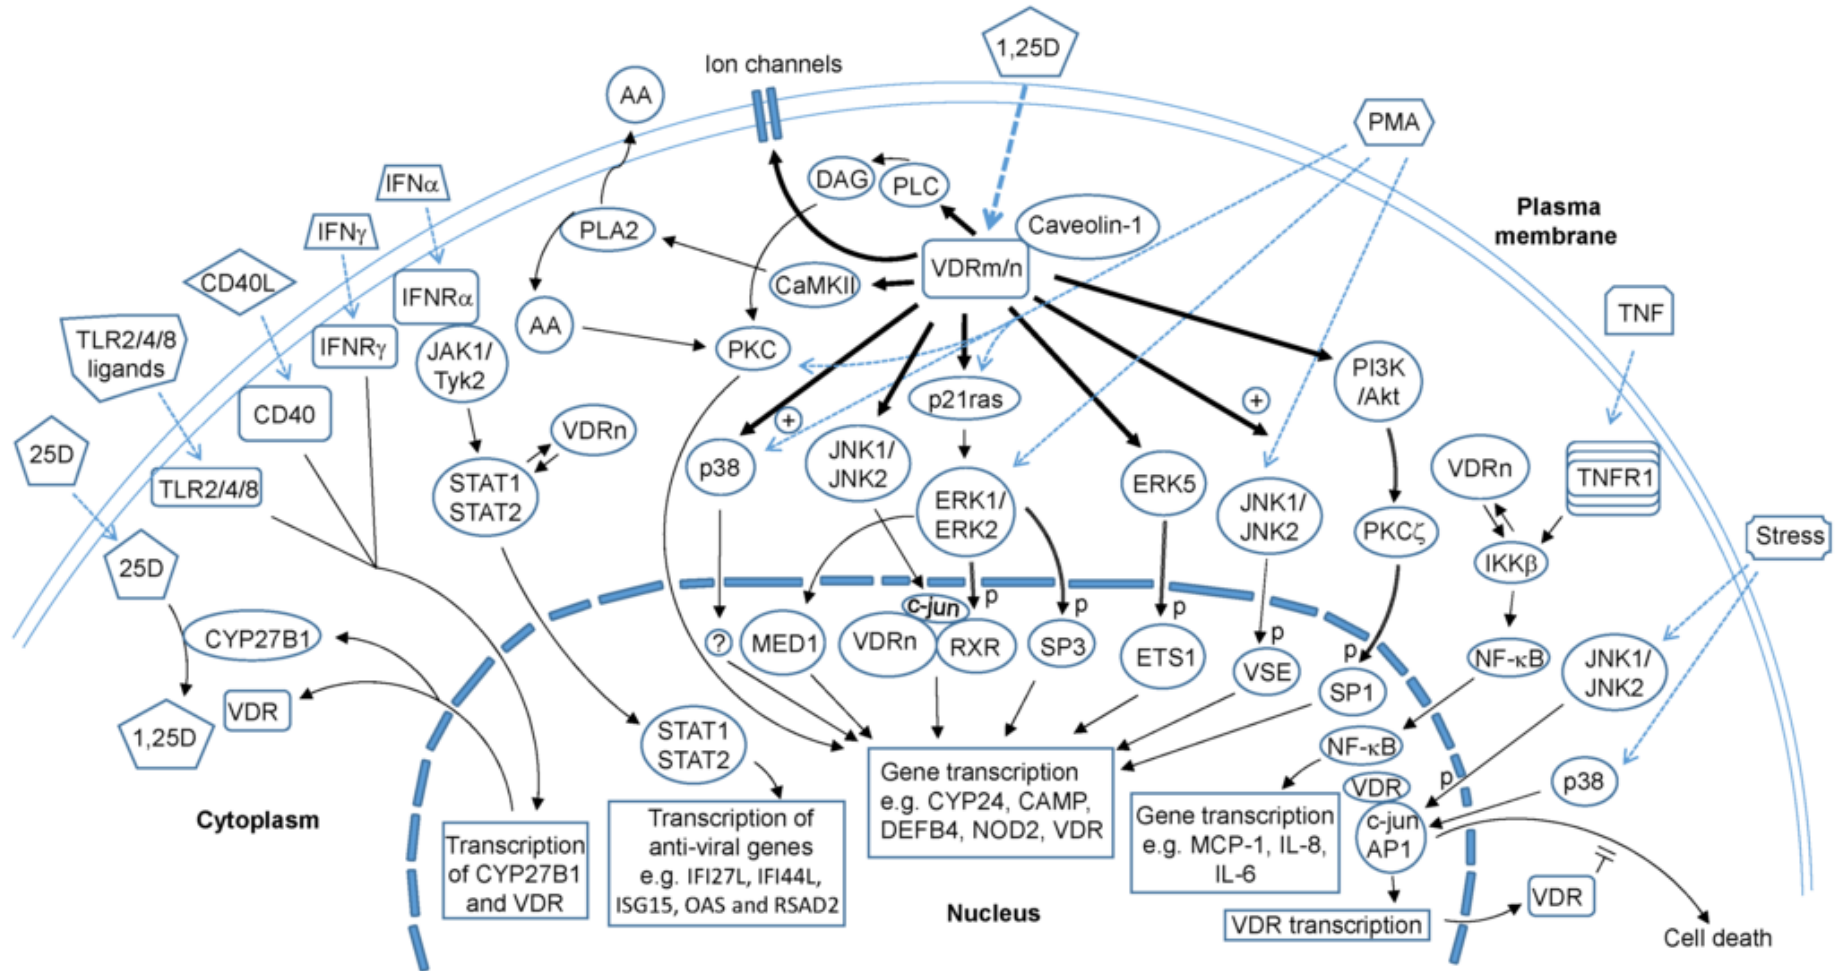 1,25D
Ion channels
AA
PMA
DAG
PLC
IFNα
Caveolin-1
Plasma
membrane
IFNγ
PLA2
VDRm/n
CD40L
CaMKII
IFNRα
TNF
TLR2/4/8
ligands
IFNRγ
JAK1/
Tyk2
AA
PKC
PI3K
/Akt
p21ras
CD40
+
+
VDRn
25D
p38
JNK1/
JNK2
VDRn
TNFR1
TLR2/4/8
STAT1
STAT2
ERK1/
ERK2
ERK5
JNK1/
JNK2
PKCζ
Stress
25D
IKKβ
p
p
p
p
p
c-jun
CYP27B1
?
MED1
VDRn
RXR
SP3
ETS1
VSE
SP1
NF-κB
JNK1/
JNK2
VDR
1,25D
STAT1
STAT2
NF-κB
VDR
p
p38
Gene transcription
e.g. CYP24, CAMP,
DEFB4, NOD2, VDR
Cytoplasm
Transcription of
anti-viral genes
e.g. IFI27L, IFI44L,
ISG15, OAS and RSAD2
Gene transcription
e.g. MCP-1, IL-8,
IL-6
c-jun
AP1
Transcription
of CYP27B1
and VDR
VDR
Nucleus
VDR transcription
Cell death